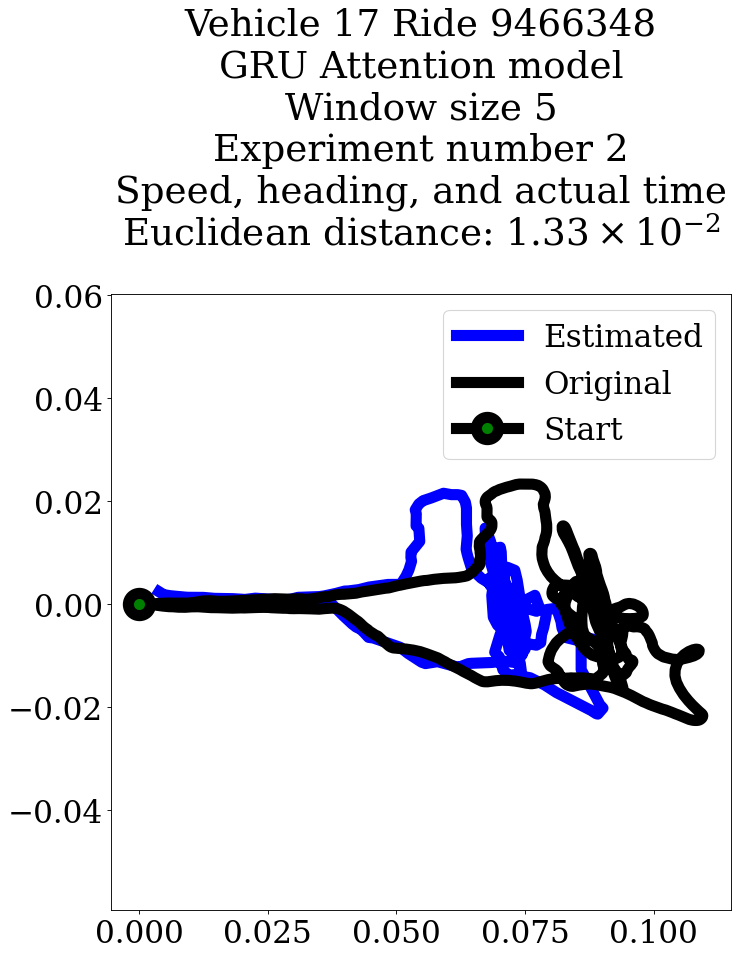 Vehicle 17 Ride 9466348
GRU Attention model
Window size 5
Experiment number 2
Speed, heading, and actual time
Euclidean distance: 1.33 × 10⁻²
Estimated
Original
Start
0.06
0.04
0.02
0.00
−0.02
−0.04
0.000 0.025 0.050 0.075 0.100